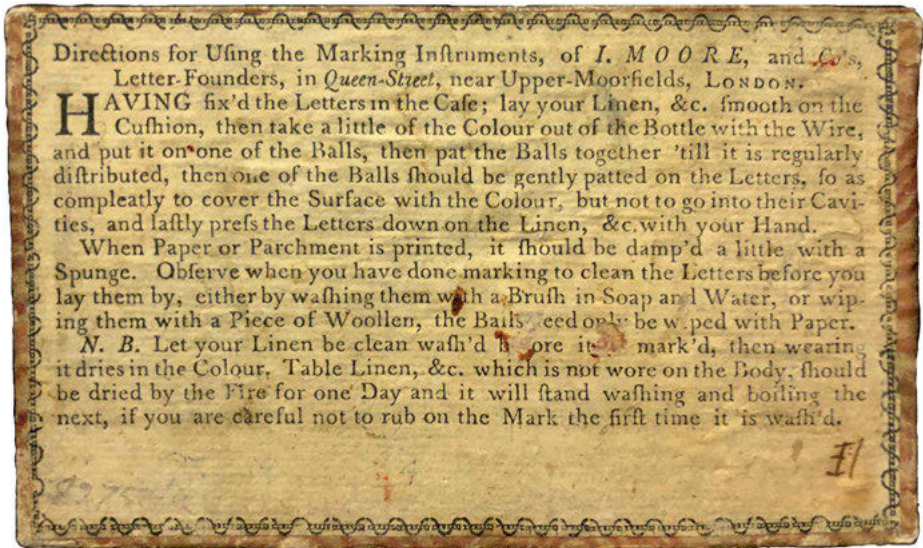 Directions for Uſing the Marking Inſtruments, of I. MOORE, and Co's,
Letter-Founders, in Queen-Street, near Upper-Moorfields, LONDON.
HAVING fix'd the Letters in the Caſe; lay your Linen, &c. ſmooth on the
Cuſhion, then take a little of the Colour out of the Bottle with the Wire,
and put it on one of the Balls, then pat the Balls together 'till it is regularly
diſtributed, then one of the Balls ſhould be gently patted on the Letters, ſo as
compleatly to cover the Surface with the Colour, but not to go into their Cavi-
ties, and laſtly preſs the Letters down on the Linen, &c. with your Hand.
When Paper or Parchment is printed, it ſhould be damp'd a little with a
Spunge. Obſerve when you have done marking to clean the Letters before you
lay them by, either by waſhing them with a Bruſh in Soap and Water, or wip-
ing them with a Piece of Woollen, the Balls need only be wiped with Paper.
N. B. Let your Linen be clean waſh'd before it mark'd, then wearing
it dries in the Colour. Table Linen, &c. which is not wore on the Body, ſhould
be dried by the Fire for one Day and it will ſtand waſhing and boiling the
next, if you are careful not to rub on the Mark the firſt time it is waſh'd.